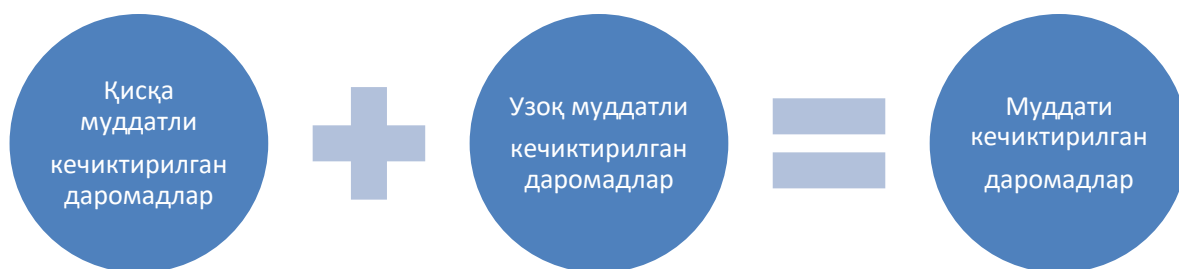 Қисқа
муддатли
кечиктирилган
даромадлар
Узоқ муддатли
кечиктирилган
даромадлар
Муддати
кечиктирилган
даромадлар